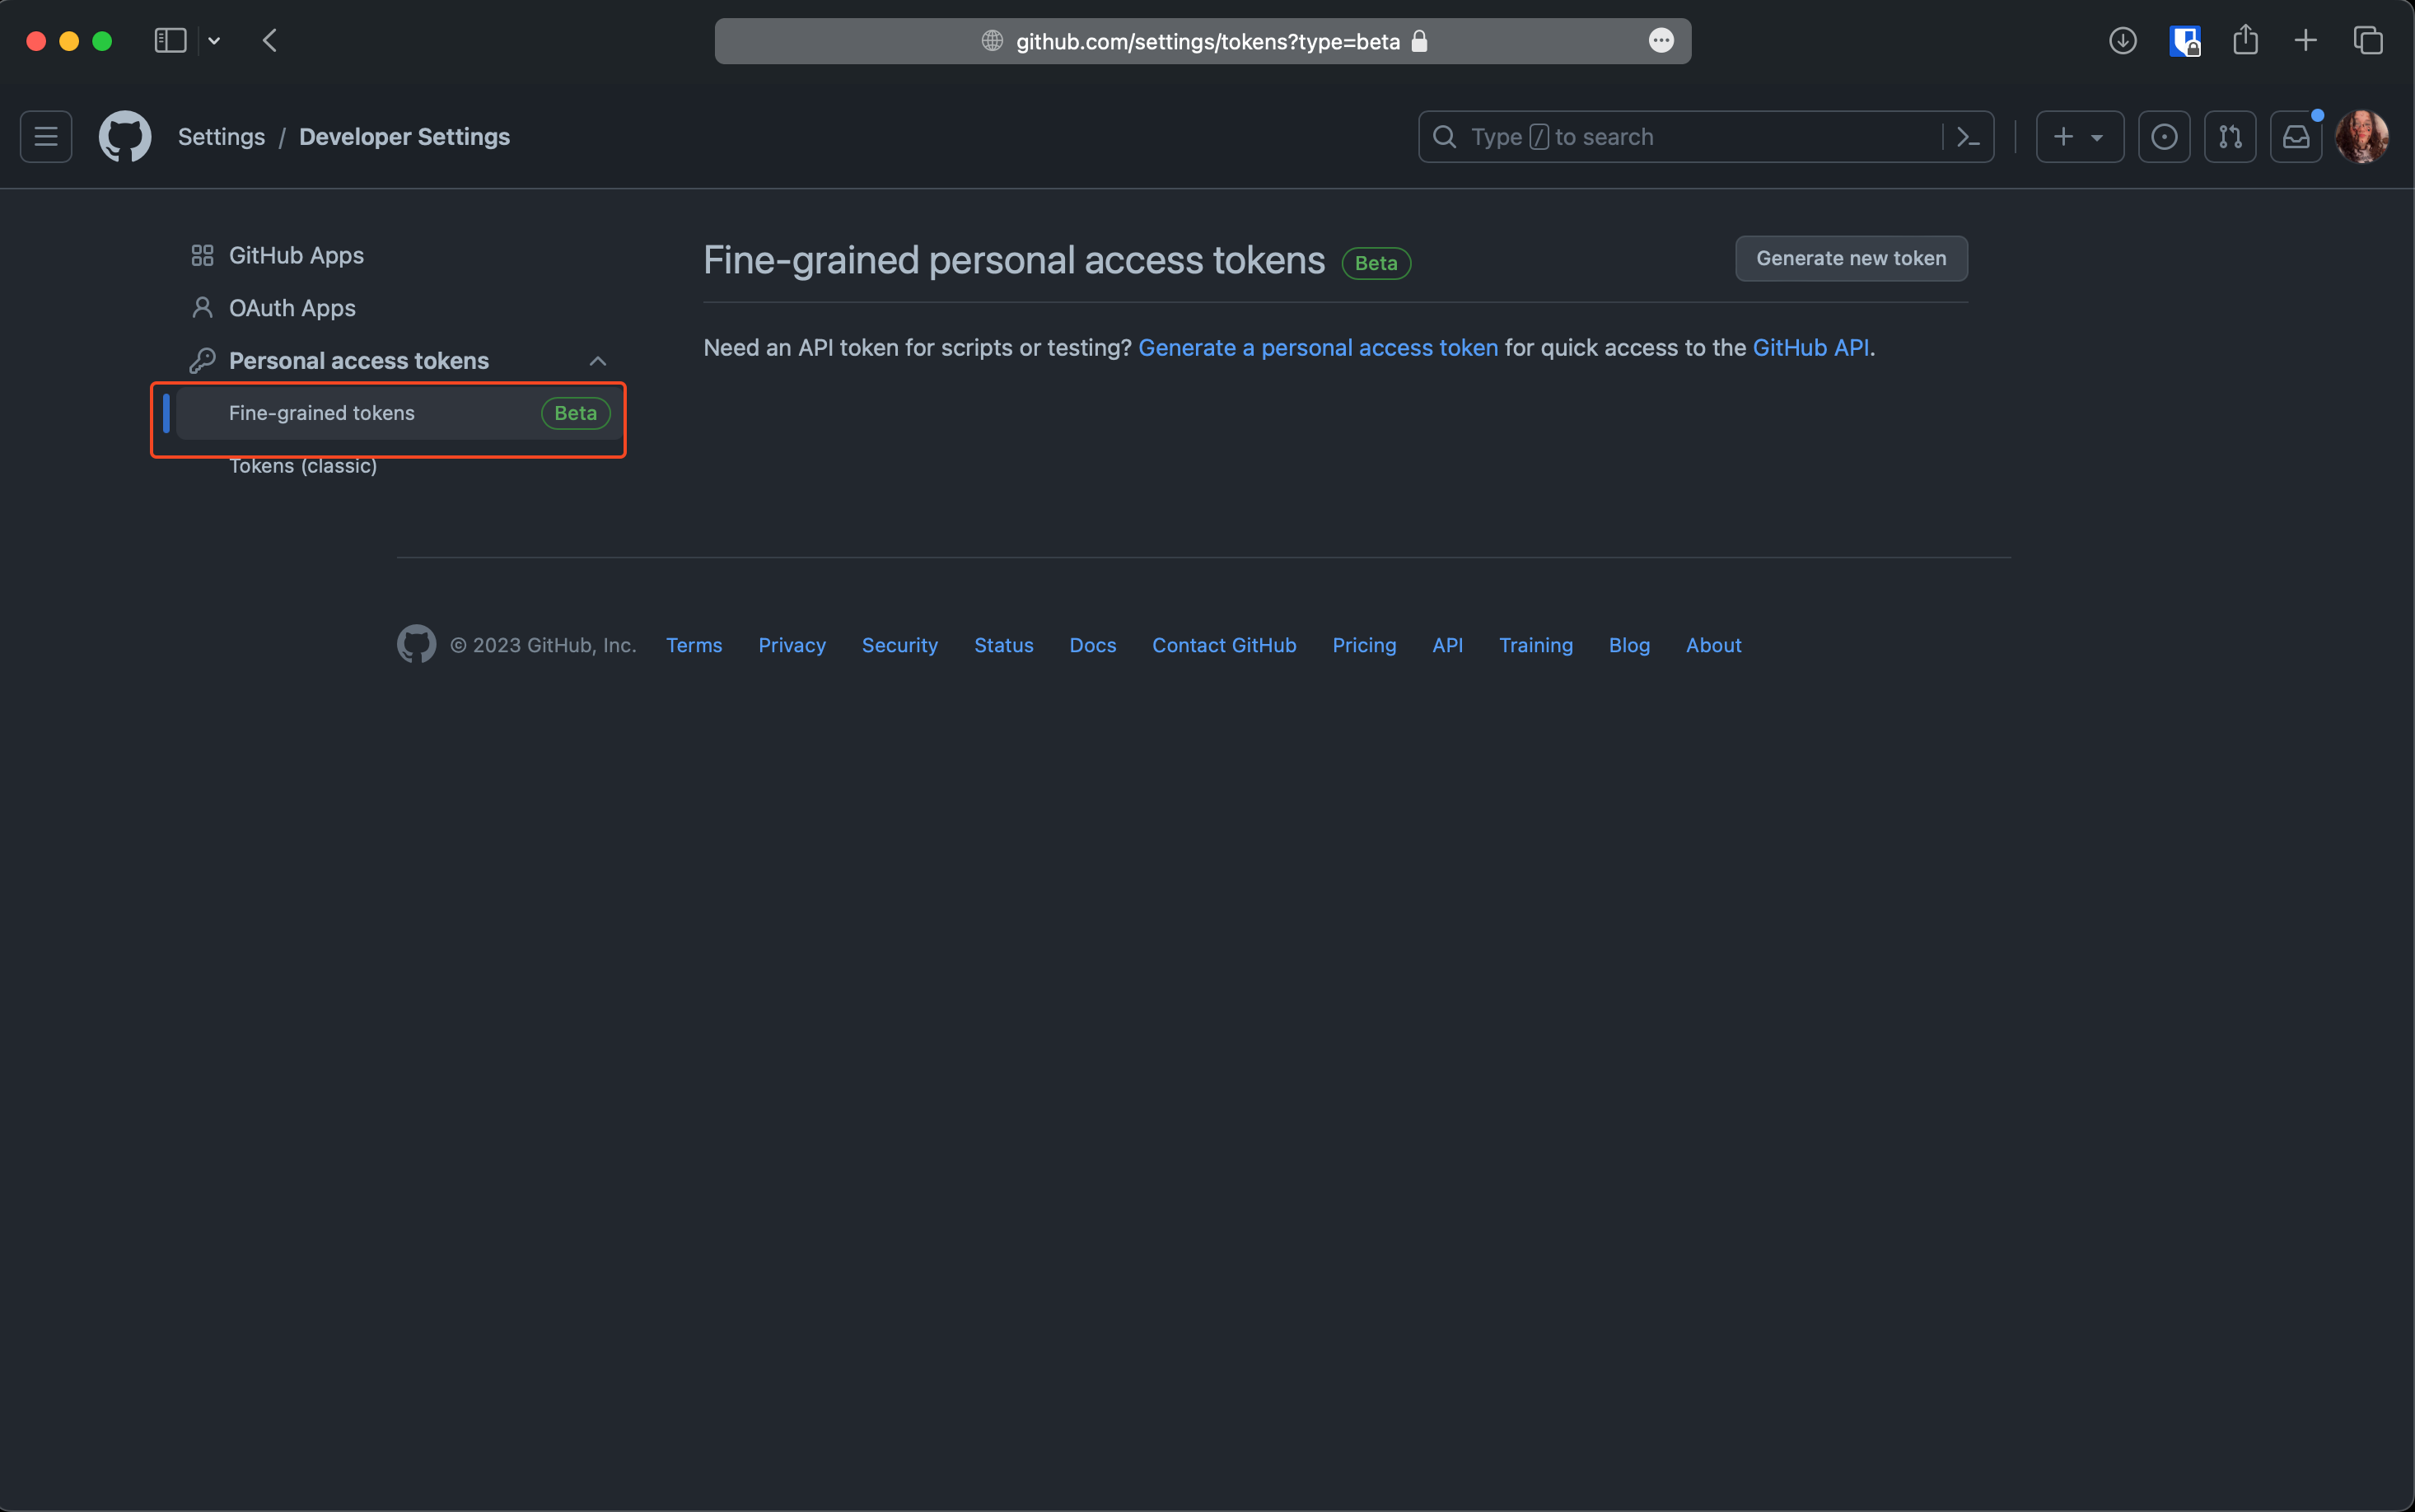 github.com/settings/tokens?type=beta
Settings / Developer Settings
Type / to search
GitHub Apps
OAuth Apps
Personal access tokens
Fine-grained tokens Beta
Tokens (classic)
Fine-grained personal access tokens Beta
Generate new token
Need an API token for scripts or testing? Generate a personal access token for quick access to the GitHub API.
© 2023 GitHub, Inc. Terms Privacy Security Status Docs Contact GitHub Pricing API Training Blog About